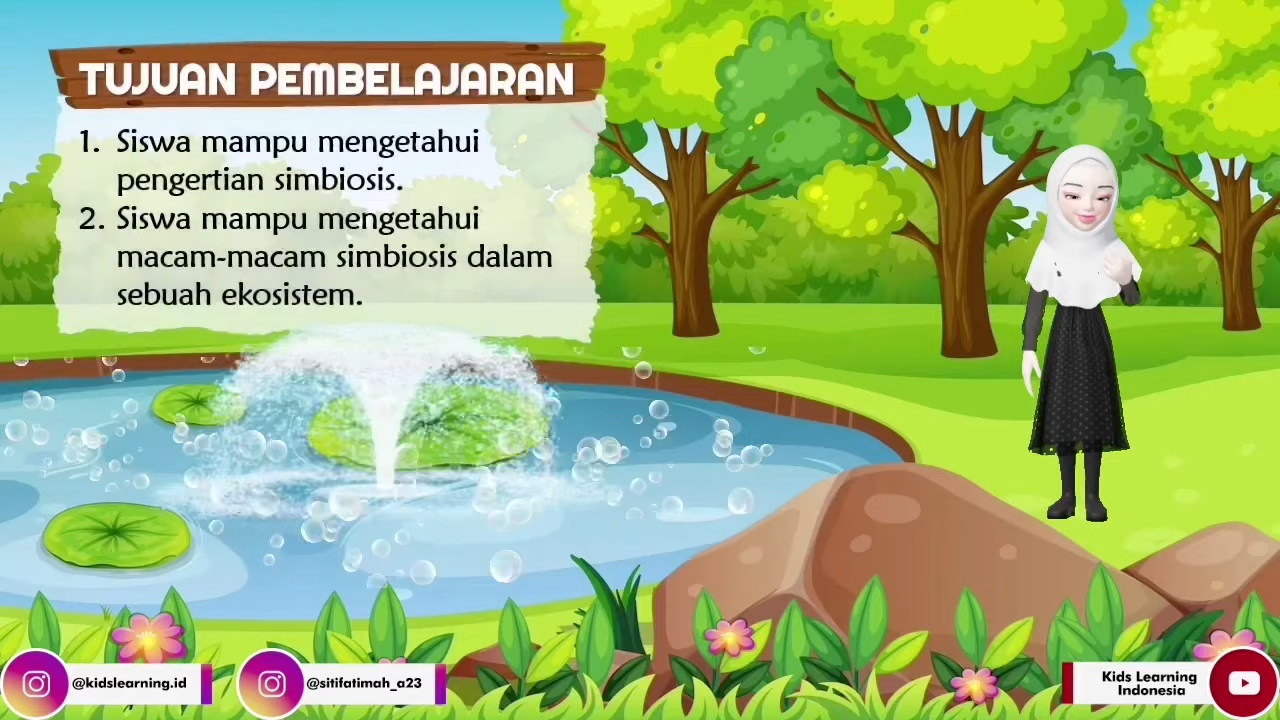 TUJUAN PEMBELAJARAN
1. Siswa mampu mengetahui
pengertian simbiosis.
2. Siswa mampu mengetahui
macam-macam simbiosis dalam
sebuah ekosistem.
@kidslearning.id
@sitifatimah_a23
Kids Learning
Indonesia